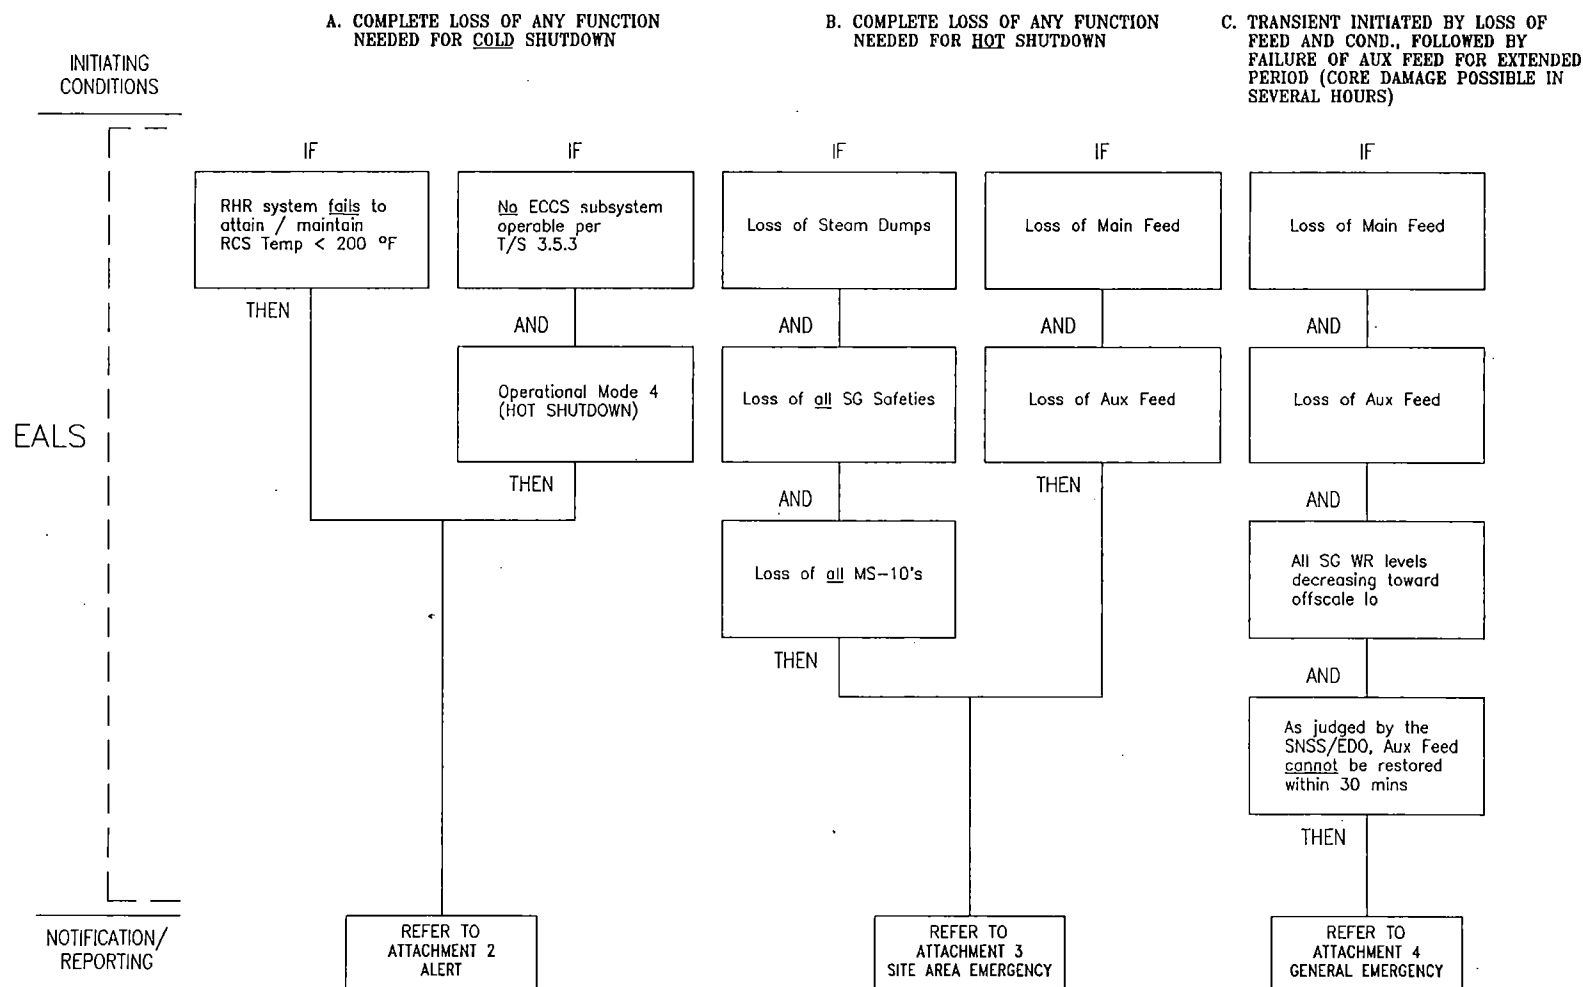 A. COMPLETE LOSS OF ANY FUNCTION
NEEDED FOR COLD SHUTDOWN
B. COMPLETE LOSS OF ANY FUNCTION
NEEDED FOR HOT SHUTDOWN
C. TRANSIENT INITIATED BY LOSS OF
FEED AND COND., FOLLOWED BY
FAILURE OF AUX FEED FOR EXTENDED
PERIOD (CORE DAMAGE POSSIBLE IN
SEVERAL HOURS)
INITIATING
CONDITIONS
EALS
IF
RHR system fails to
attain / maintain
RCS Temp < 200 °F
THEN
IF
No ECCS subsystem
operable per
T/S 3.5.3
AND
Operational Mode 4
(HOT SHUTDOWN)
THEN
IF
Loss of Steam Dumps
AND
Loss of all SG Safeties
AND
Loss of all MS-10's
THEN
IF
Loss of Main Feed
AND
Loss of Aux Feed
THEN
IF
Loss of Main Feed
AND
Loss of Aux Feed
AND
All SG WR levels
decreasing toward
offscale lo
AND
As judged by the
SNSS/EDO, Aux Feed
cannot be restored
within 30 mins
THEN
NOTIFICATION/
REPORTING
REFER TO
ATTACHMENT 2
ALERT
REFER TO
ATTACHMENT 3
SITE AREA EMERGENCY
REFER TO
ATTACHMENT 4
GENERAL EMERGENCY